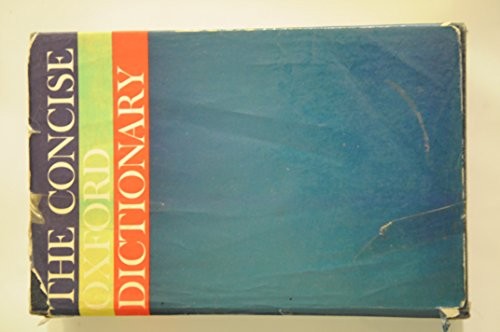 THE CONCISE
OXFORD
DICTIONARY